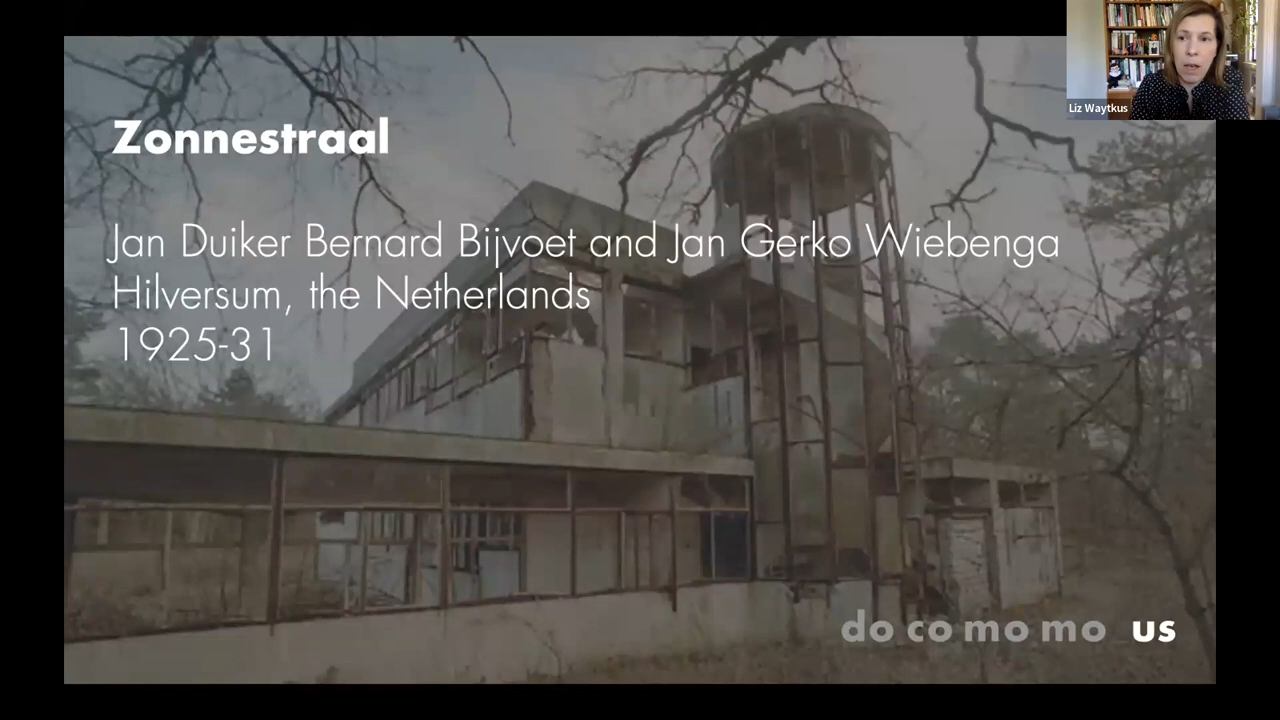 Liz Waytkus
Zonnestraal
Jan Duiker Bernard Bijvoet and Jan Gerko Wiebenga
Hilversum, the Netherlands
1925-31
do co mo mo us